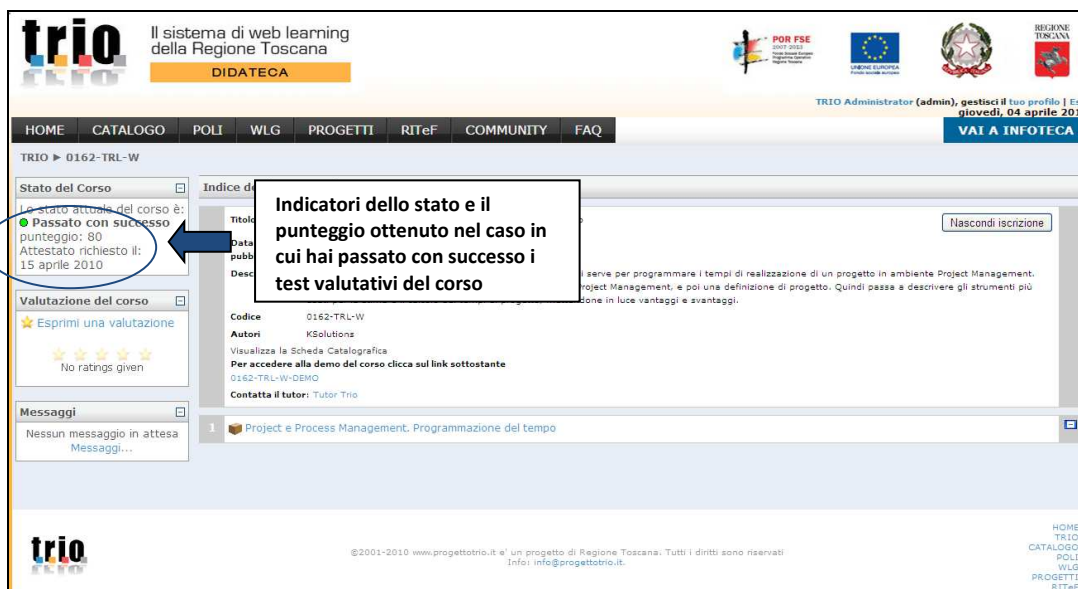 trio
Il sistema di web learning
della Regione Toscana
DIDATECA
POR FSE
2007-2013
UNIONE EUROPEA
Fondo sociale europeo
REGIONE
TOSCANA
TRIO Administrator (admin), gestisci il tuo profilo | Es
giovedì, 04 aprile 201
HOME CATALOGO POLI WLG PROGETTI RITeF COMMUNITY FAQ
VAI A INFOTECA
TRIO ► 0162-TRL-W
Stato del Corso
Lo stato attuale del corso è:
Passato con successo
punteggio: 80
Attestato richiesto il:
15 aprile 2010
Valutazione del corso
Esprimi una valutazione
No ratings given
Messaggi
Nessun messaggio in attesa
Messaggi...
Indice de
Indicatori dello stato e il
punteggio ottenuto nel caso in
cui hai passato con successo i
test valutativi del corso
Nascondi iscrizione
Titol
Data
pubb
Desc
i serve per programmare i tempi di realizzazione di un progetto in ambiente Project Management.
roject Management, e poi una definizione di progetto. Quindi passa a descrivere gli strumenti più
done in luce vantaggi e svantaggi.
Codice 0162-TRL-W
Autori KSolutions
Visualizza la Scheda Catalografica
Per accedere alla demo del corso clicca sul link sottostante
0162-TRL-W-DEMO
Contatta il tutor: Tutor Trio
1 Project e Process Management. Programmazione del tempo
trio
©2001-2010 www.progettotrio.it e' un progetto di Regione Toscana. Tutti i diritti sono riservati
Info: info@progettotrio.it.
HOME
TRIO
CATALOGO
POLI
WLG
PROGETTI
RITeF